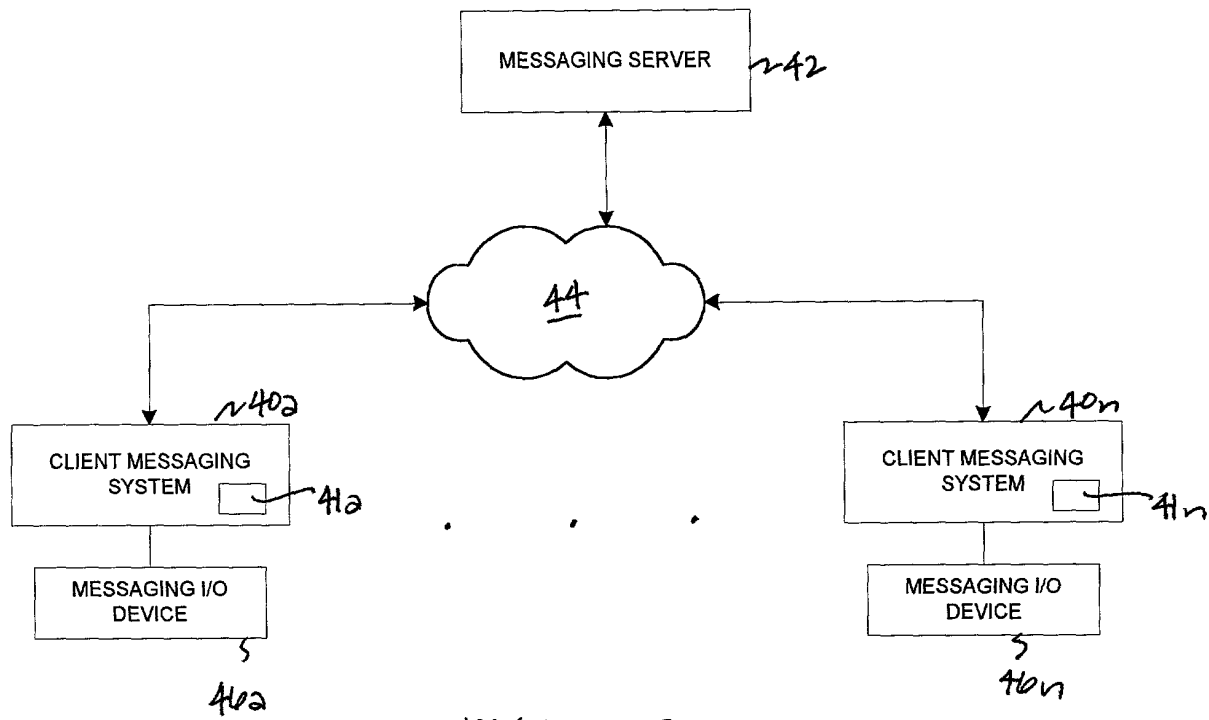 MESSAGING SERVER
42
44
40a
40n
CLIENT MESSAGING
SYSTEM
41a
CLIENT MESSAGING
SYSTEM
41n
MESSAGING I/O
DEVICE
MESSAGING I/O
DEVICE
46a
46n